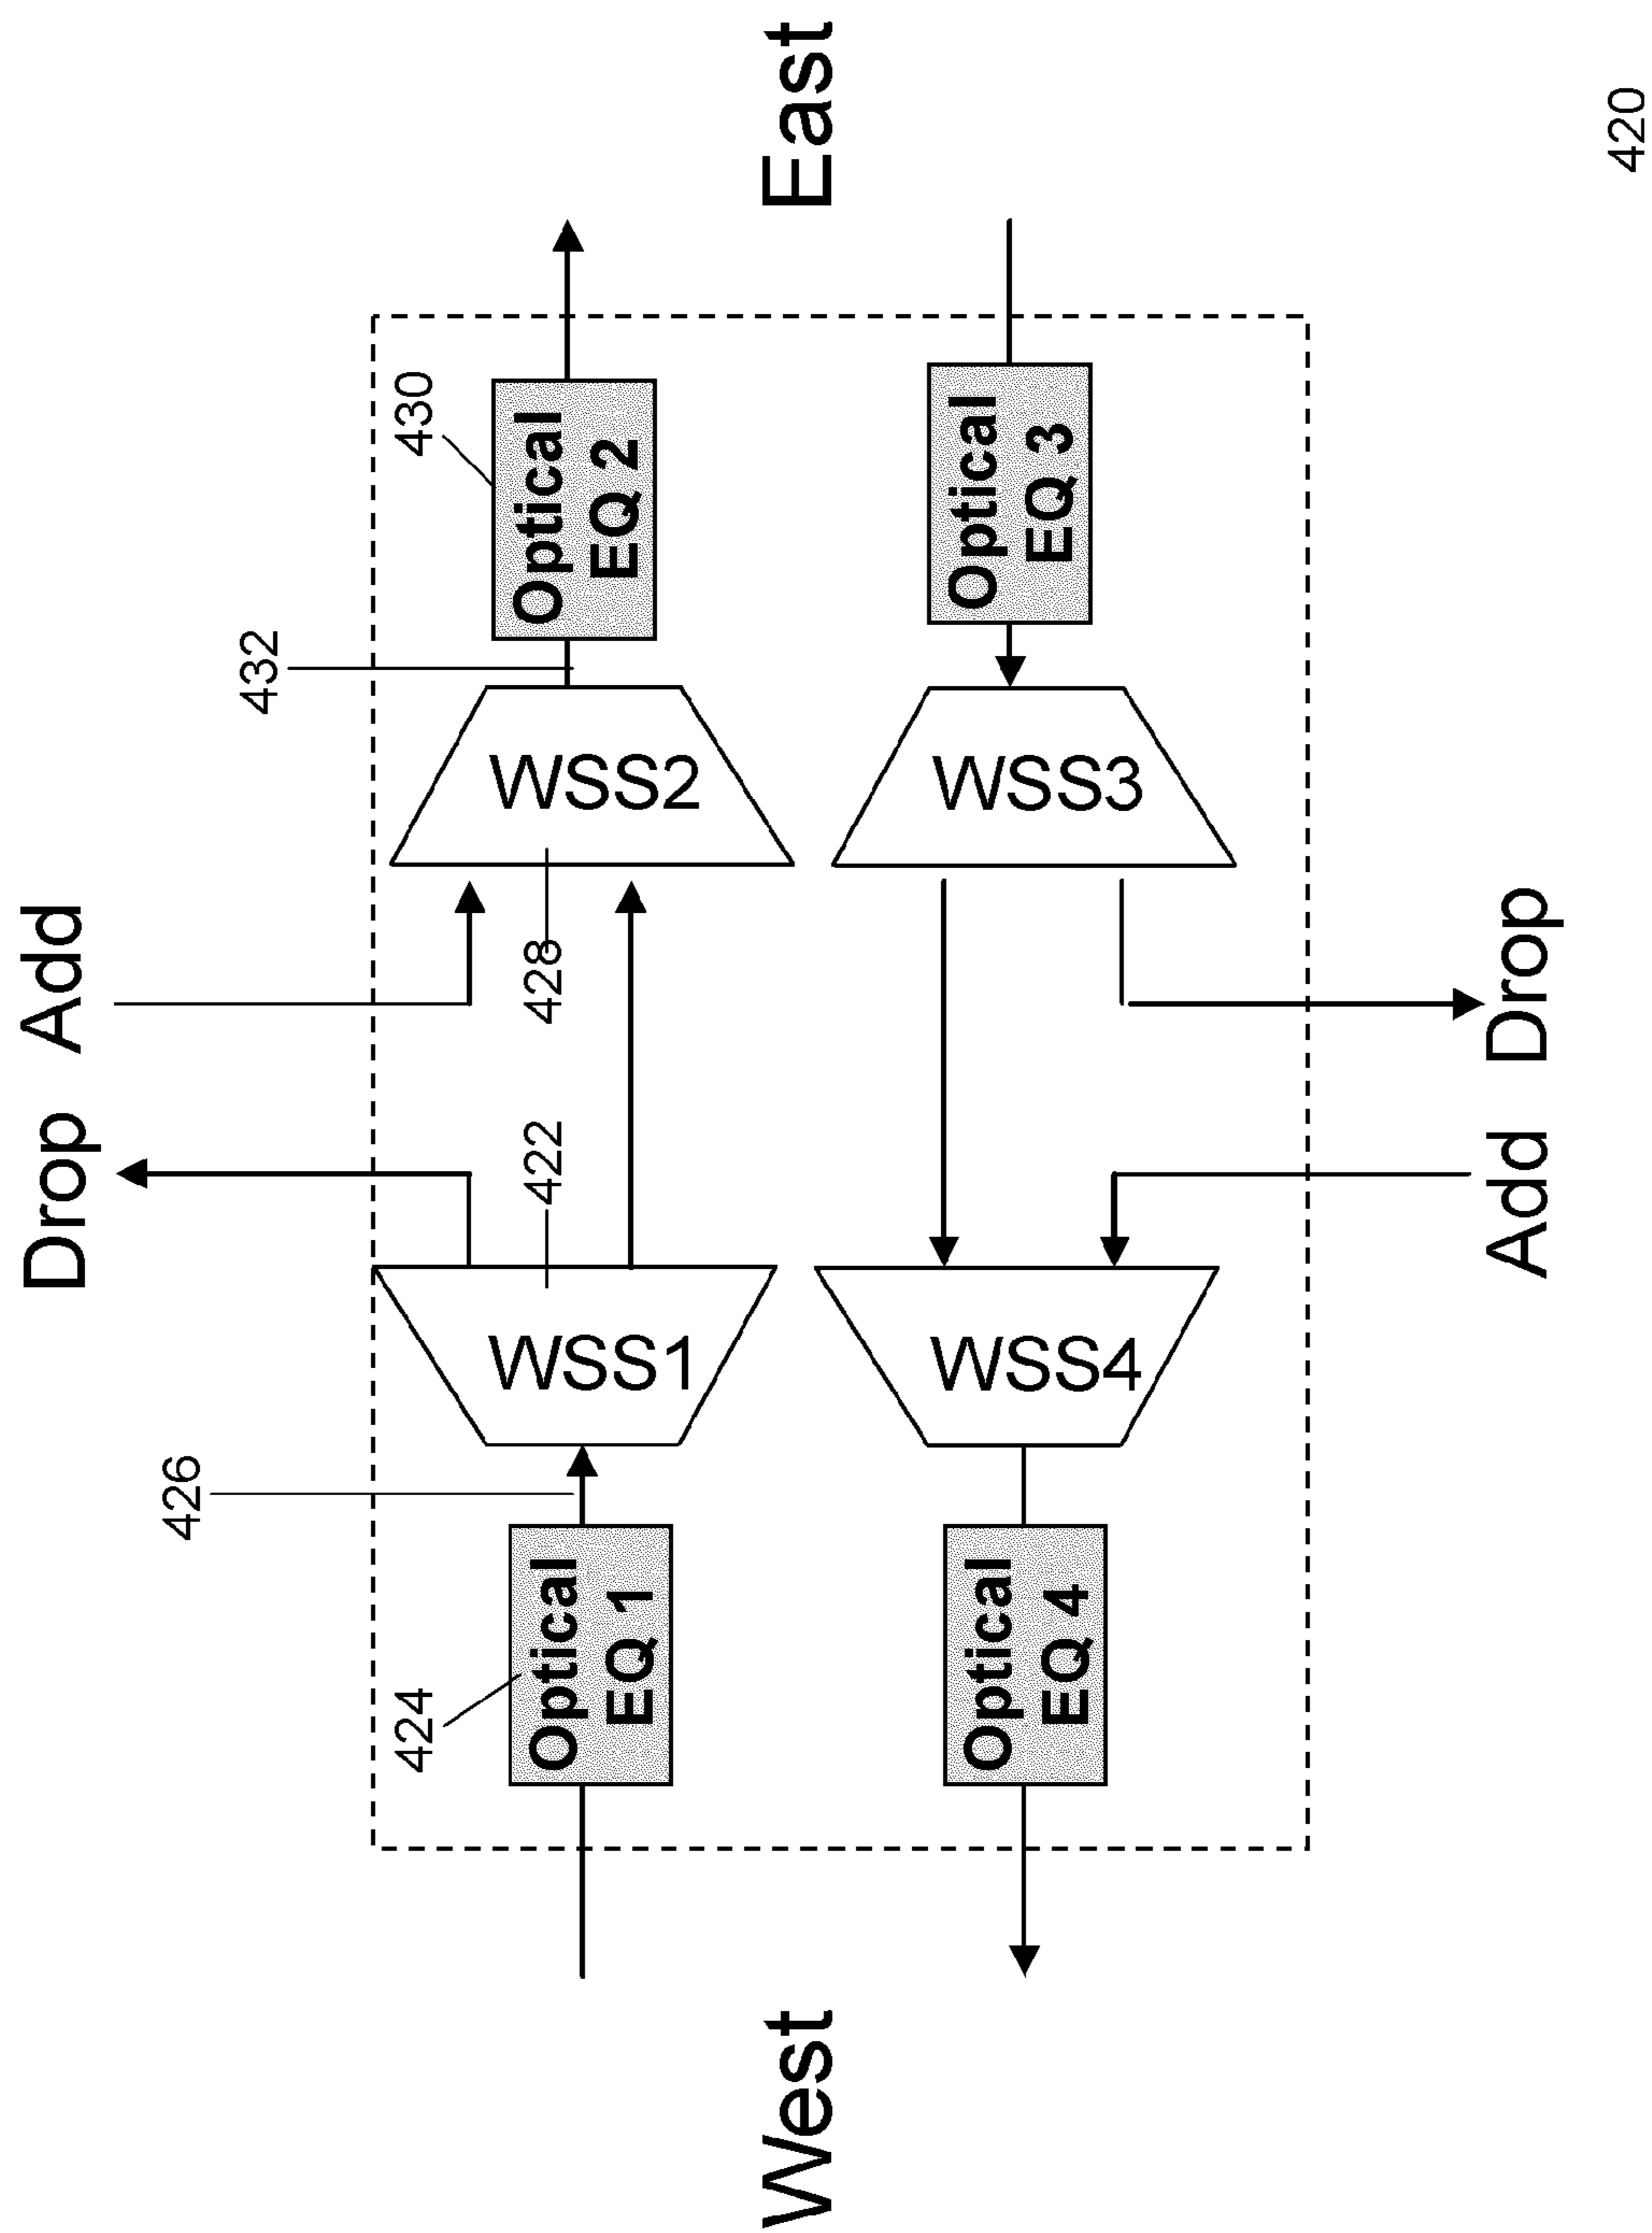 Drop Add
426
432
424
430
Optical
EQ 1
WSS1
422
428
WSS2
Optical
EQ 2
West
East
Optical
EQ 4
WSS4
WSS3
Optical
EQ 3
Add Drop
420